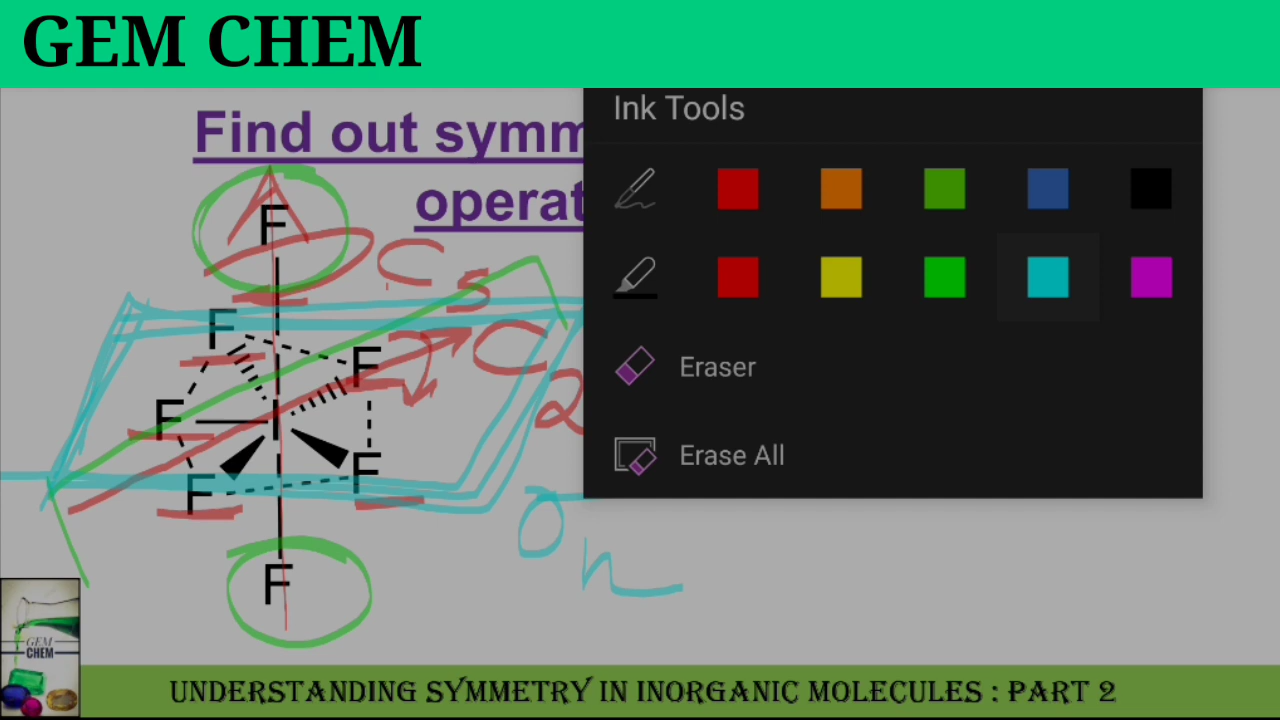 GEM CHEM
Find out symm
operat
Ink Tools
F
C5
F
F
C2
F
I
F
F
F
σh
Eraser
Erase All
GEM
CHEM
UNDERSTANDING SYMMETRY IN INORGANIC MOLECULES : PART 2